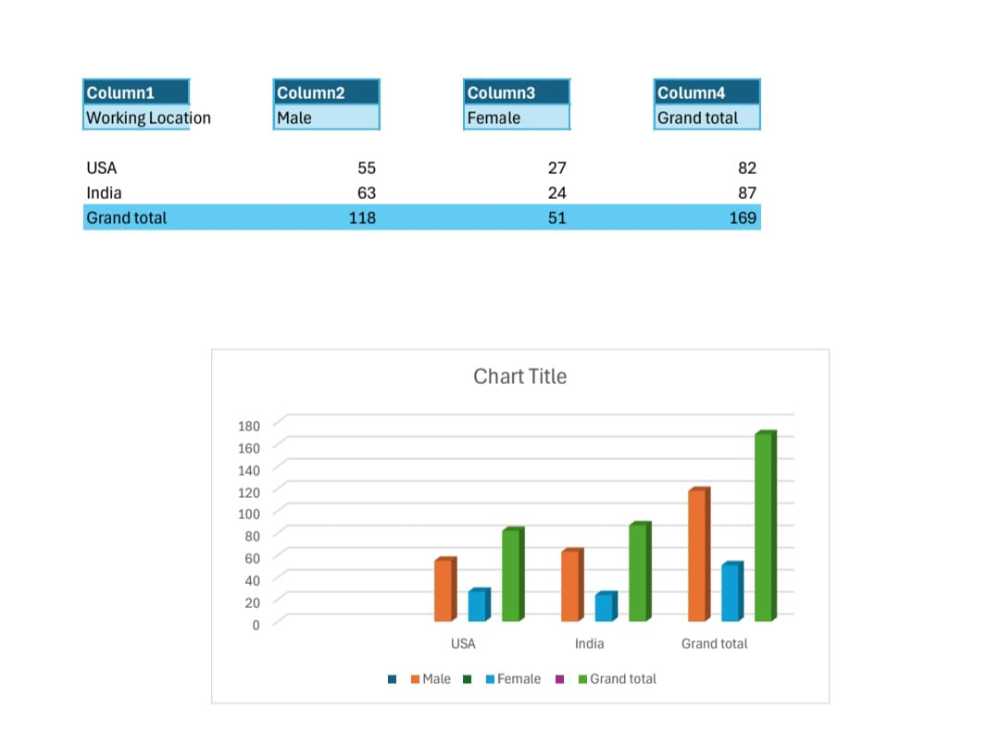 Column1 Column2 Column3 Column4
Working Location Male Female Grand total
USA 55 27 82
India 63 24 87
Grand total 118 51 169
Chart Title
180
160
140
120
100
80
60
40
20
0
USA India Grand total
Male Female Grand total